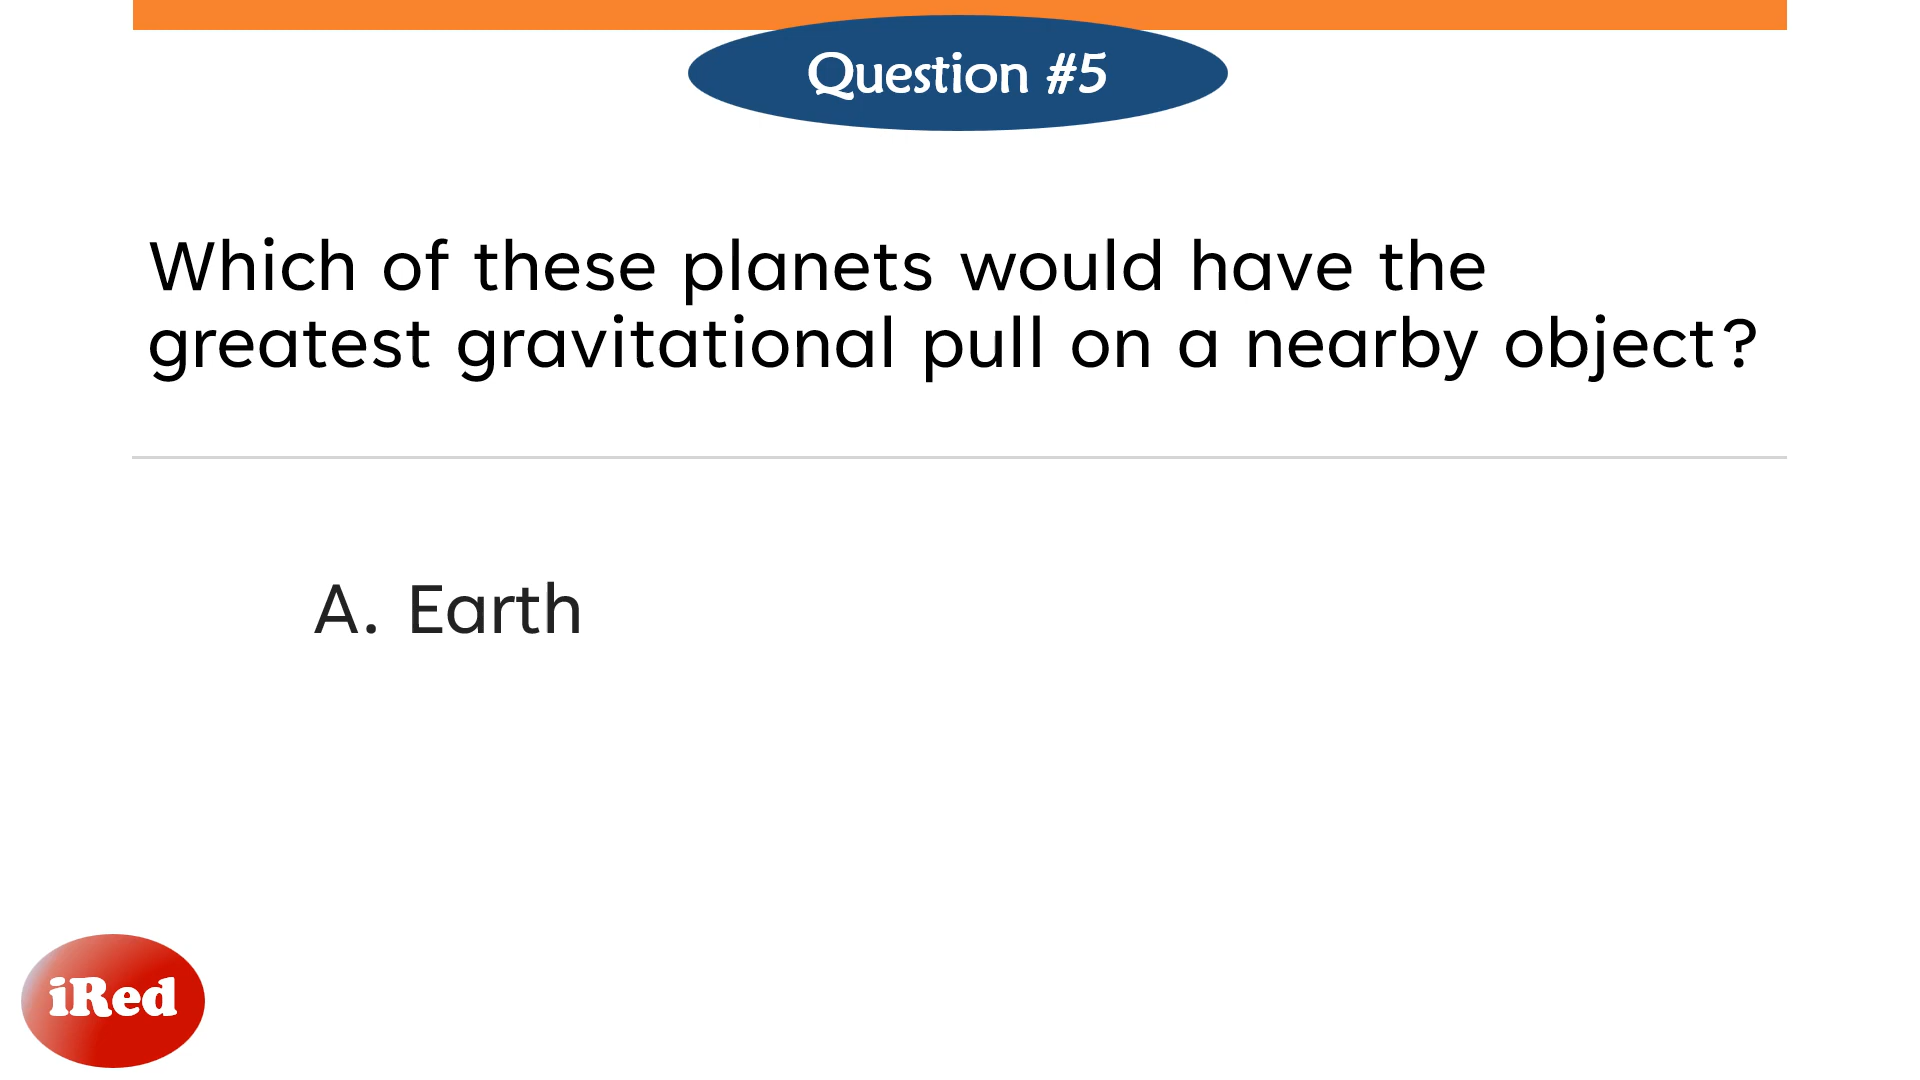 Question #5
Which of these planets would have the
greatest gravitational pull on a nearby object?
A. Earth
iRed